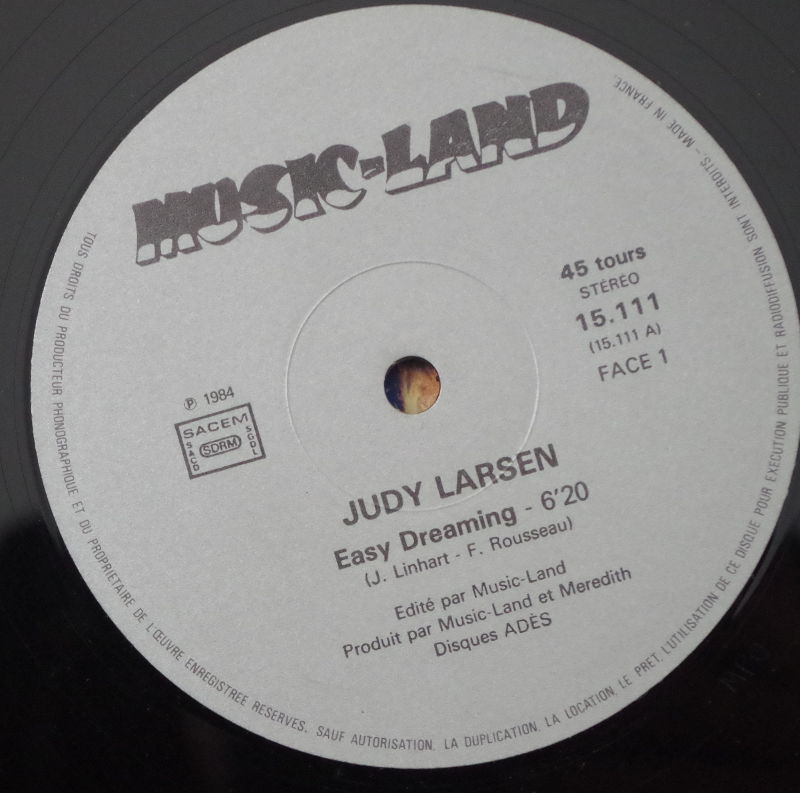 MUSIC-LAND
45 tours
STÉRÉO
15.111
(15.111 A)
FACE 1
℗ 1984
SACEM
SACD
SDRM
SGDL
JUDY LARSEN
Easy Dreaming - 6'20
(J. Linhart - F. Rousseau)
Edité par Music-Land
Produit par Music-Land et Meredith
Disques ADÈS
TOUS DROITS DU PRODUCTEUR PHONOGRAPHIQUE ET DU PROPRIETAIRE DE L'ŒUVRE ENREGISTREE RESERVES. SAUF AUTORISATION. LA DUPLICATION. LA LOCATION. LE PRET. L'UTILISATION DE CE DISQUE POUR EXECUTION PUBLIQUE ET RADIODIFFUSION SONT INTERDITS. - MADE IN FRANCE.